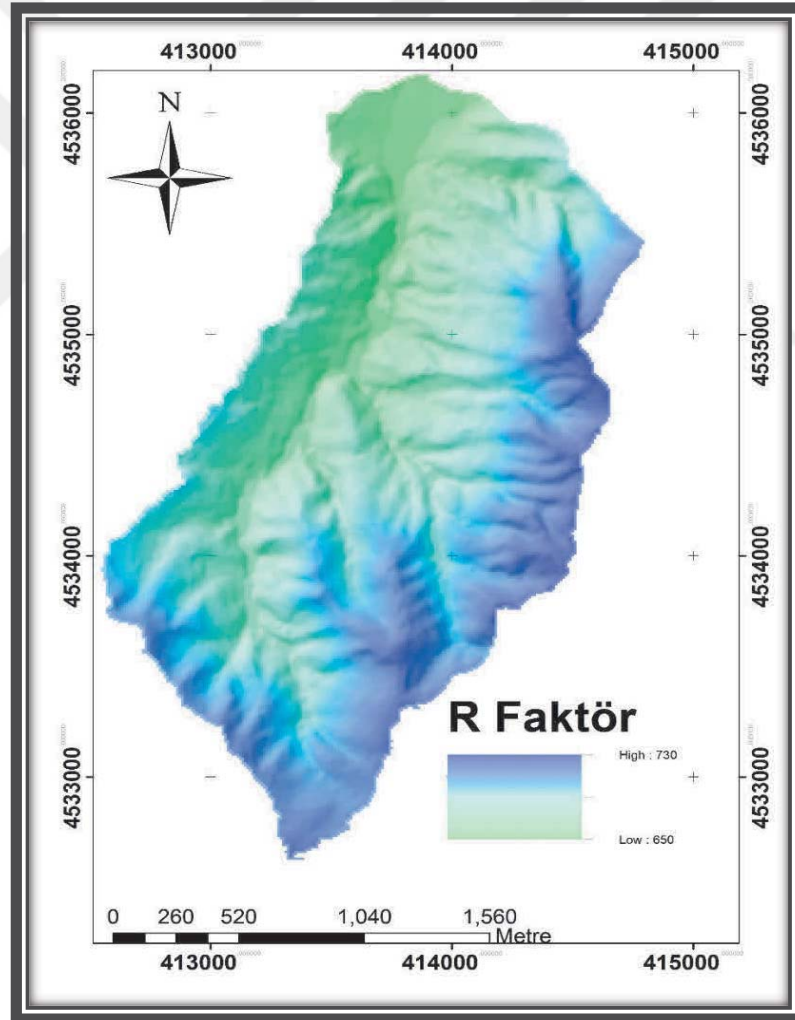 413000 414000 415000
N
4536000 4536000
4535000 4535000
4534000 4534000
R Faktör
High : 730
4533000 4533000
Low : 650
0 260 520 1,040 1,560
Metre
413000 414000 415000